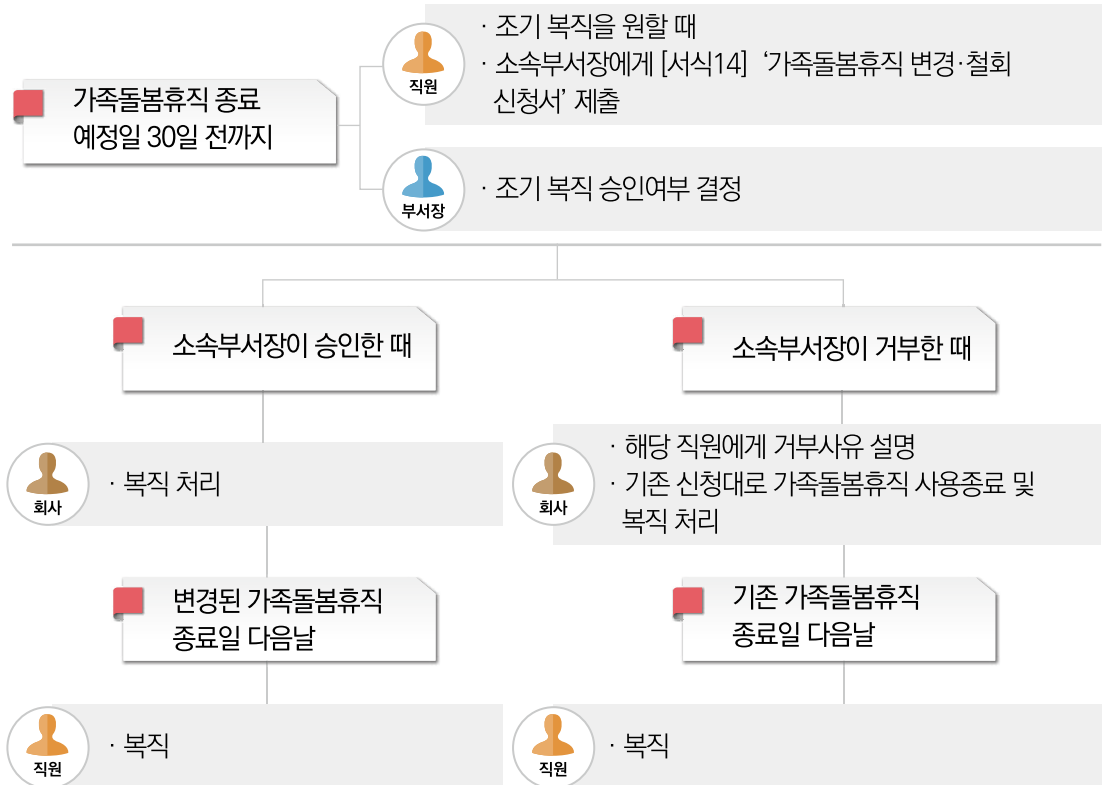 가족돌봄휴직 종료
예정일 30일 전까지
직원
· 조기 복직을 원할 때
· 소속부서장에게 [서식14] ‘가족돌봄휴직 변경·철회
신청서’ 제출
부서장
· 조기 복직 승인여부 결정
소속부서장이 승인한 때
회사
· 복직 처리
변경된 가족돌봄휴직
종료일 다음날
직원
· 복직
소속부서장이 거부한 때
회사
· 해당 직원에게 거부사유 설명
· 기존 신청대로 가족돌봄휴직 사용종료 및
복직 처리
기존 가족돌봄휴직
종료일 다음날
직원
· 복직